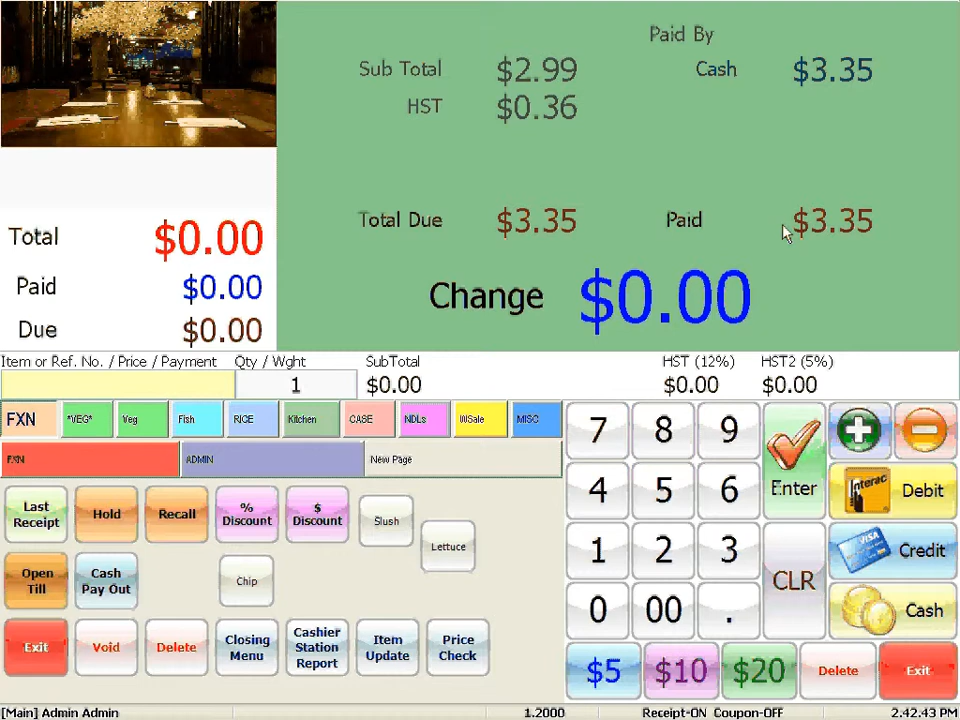 Paid By
Sub Total $2.99 Cash $3.35
HST $0.36
Total Due $3.35 Paid $3.35
Change $0.00
Total $0.00
Paid $0.00
Due $0.00
Item or Ref. No. / Price / Payment Qty / Wght SubTotal HST (12%) HST2 (5%)
1 $0.00 $0.00 $0.00
FXN *VEG* Veg Fish RICE Kitchen CASE NDLs WSale MISC
FXN ADMIN New Page
Last Receipt Hold Recall % Discount $ Discount Slush Lettuce
Open Till Cash Pay Out Chip
Exit Void Delete Closing Menu Cashier Station Report Item Update Price Check
7 8 9 Enter
4 5 6 Interac Debit
1 2 3 CLR VISA Credit
0 00 . Cash
$5 $10 $20 Delete Exit
[Main] Admin Admin 1.2000 Receipt-ON Coupon-OFF 2:42:43 PM